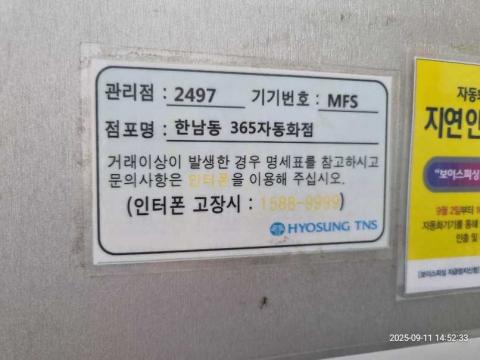 관리점 : 2497 기기번호 : MFS
점포명 : 한남동 365자동화점
거래이상이 발생한 경우 명세표를 참고하시고
문의사항은 인터폰을 이용해 주십시오.
(인터폰 고장시 : 1588-9999)
HYOSUNG TNS
자동화
지연인
"보이스피싱
9월 2일부터
자동화기기를 통해
인출 및
2025-09-11 14:52:33